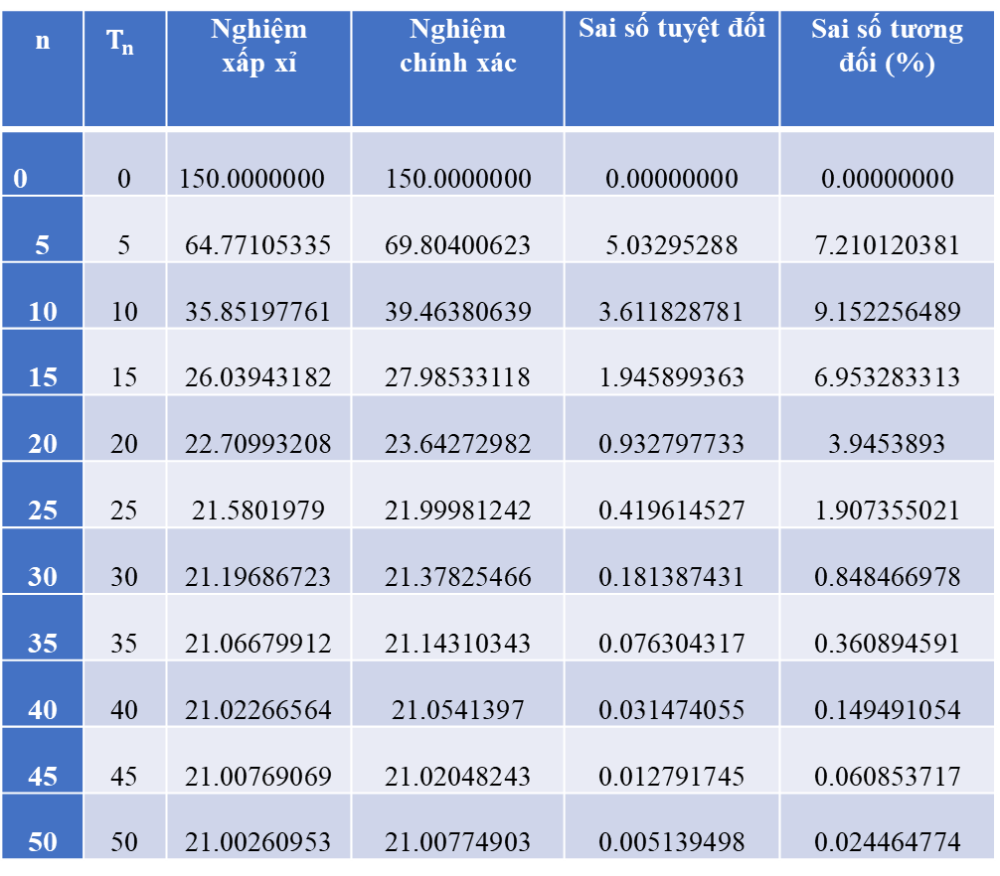 n | Tn | Nghiệm xấp xỉ | Nghiệm chính xác | Sai số tuyệt đối | Sai số tương đối (%)
0 | 0 | 150.0000000 | 150.0000000 | 0.00000000 | 0.00000000
5 | 5 | 64.77105335 | 69.80400623 | 5.03295288 | 7.210120381
10 | 10 | 35.85197761 | 39.46380639 | 3.611828781 | 9.152256489
15 | 15 | 26.03943182 | 27.98533118 | 1.945899363 | 6.953283313
20 | 20 | 22.70993208 | 23.64272982 | 0.932797733 | 3.9453893
25 | 25 | 21.5801979 | 21.99981242 | 0.419614527 | 1.907355021
30 | 30 | 21.19686723 | 21.37825466 | 0.181387431 | 0.848466978
35 | 35 | 21.06679912 | 21.14310343 | 0.076304317 | 0.360894591
40 | 40 | 21.02266564 | 21.0541397 | 0.031474055 | 0.149491054
45 | 45 | 21.00769069 | 21.02048243 | 0.012791745 | 0.060853717
50 | 50 | 21.00260953 | 21.00774903 | 0.005139498 | 0.024464774